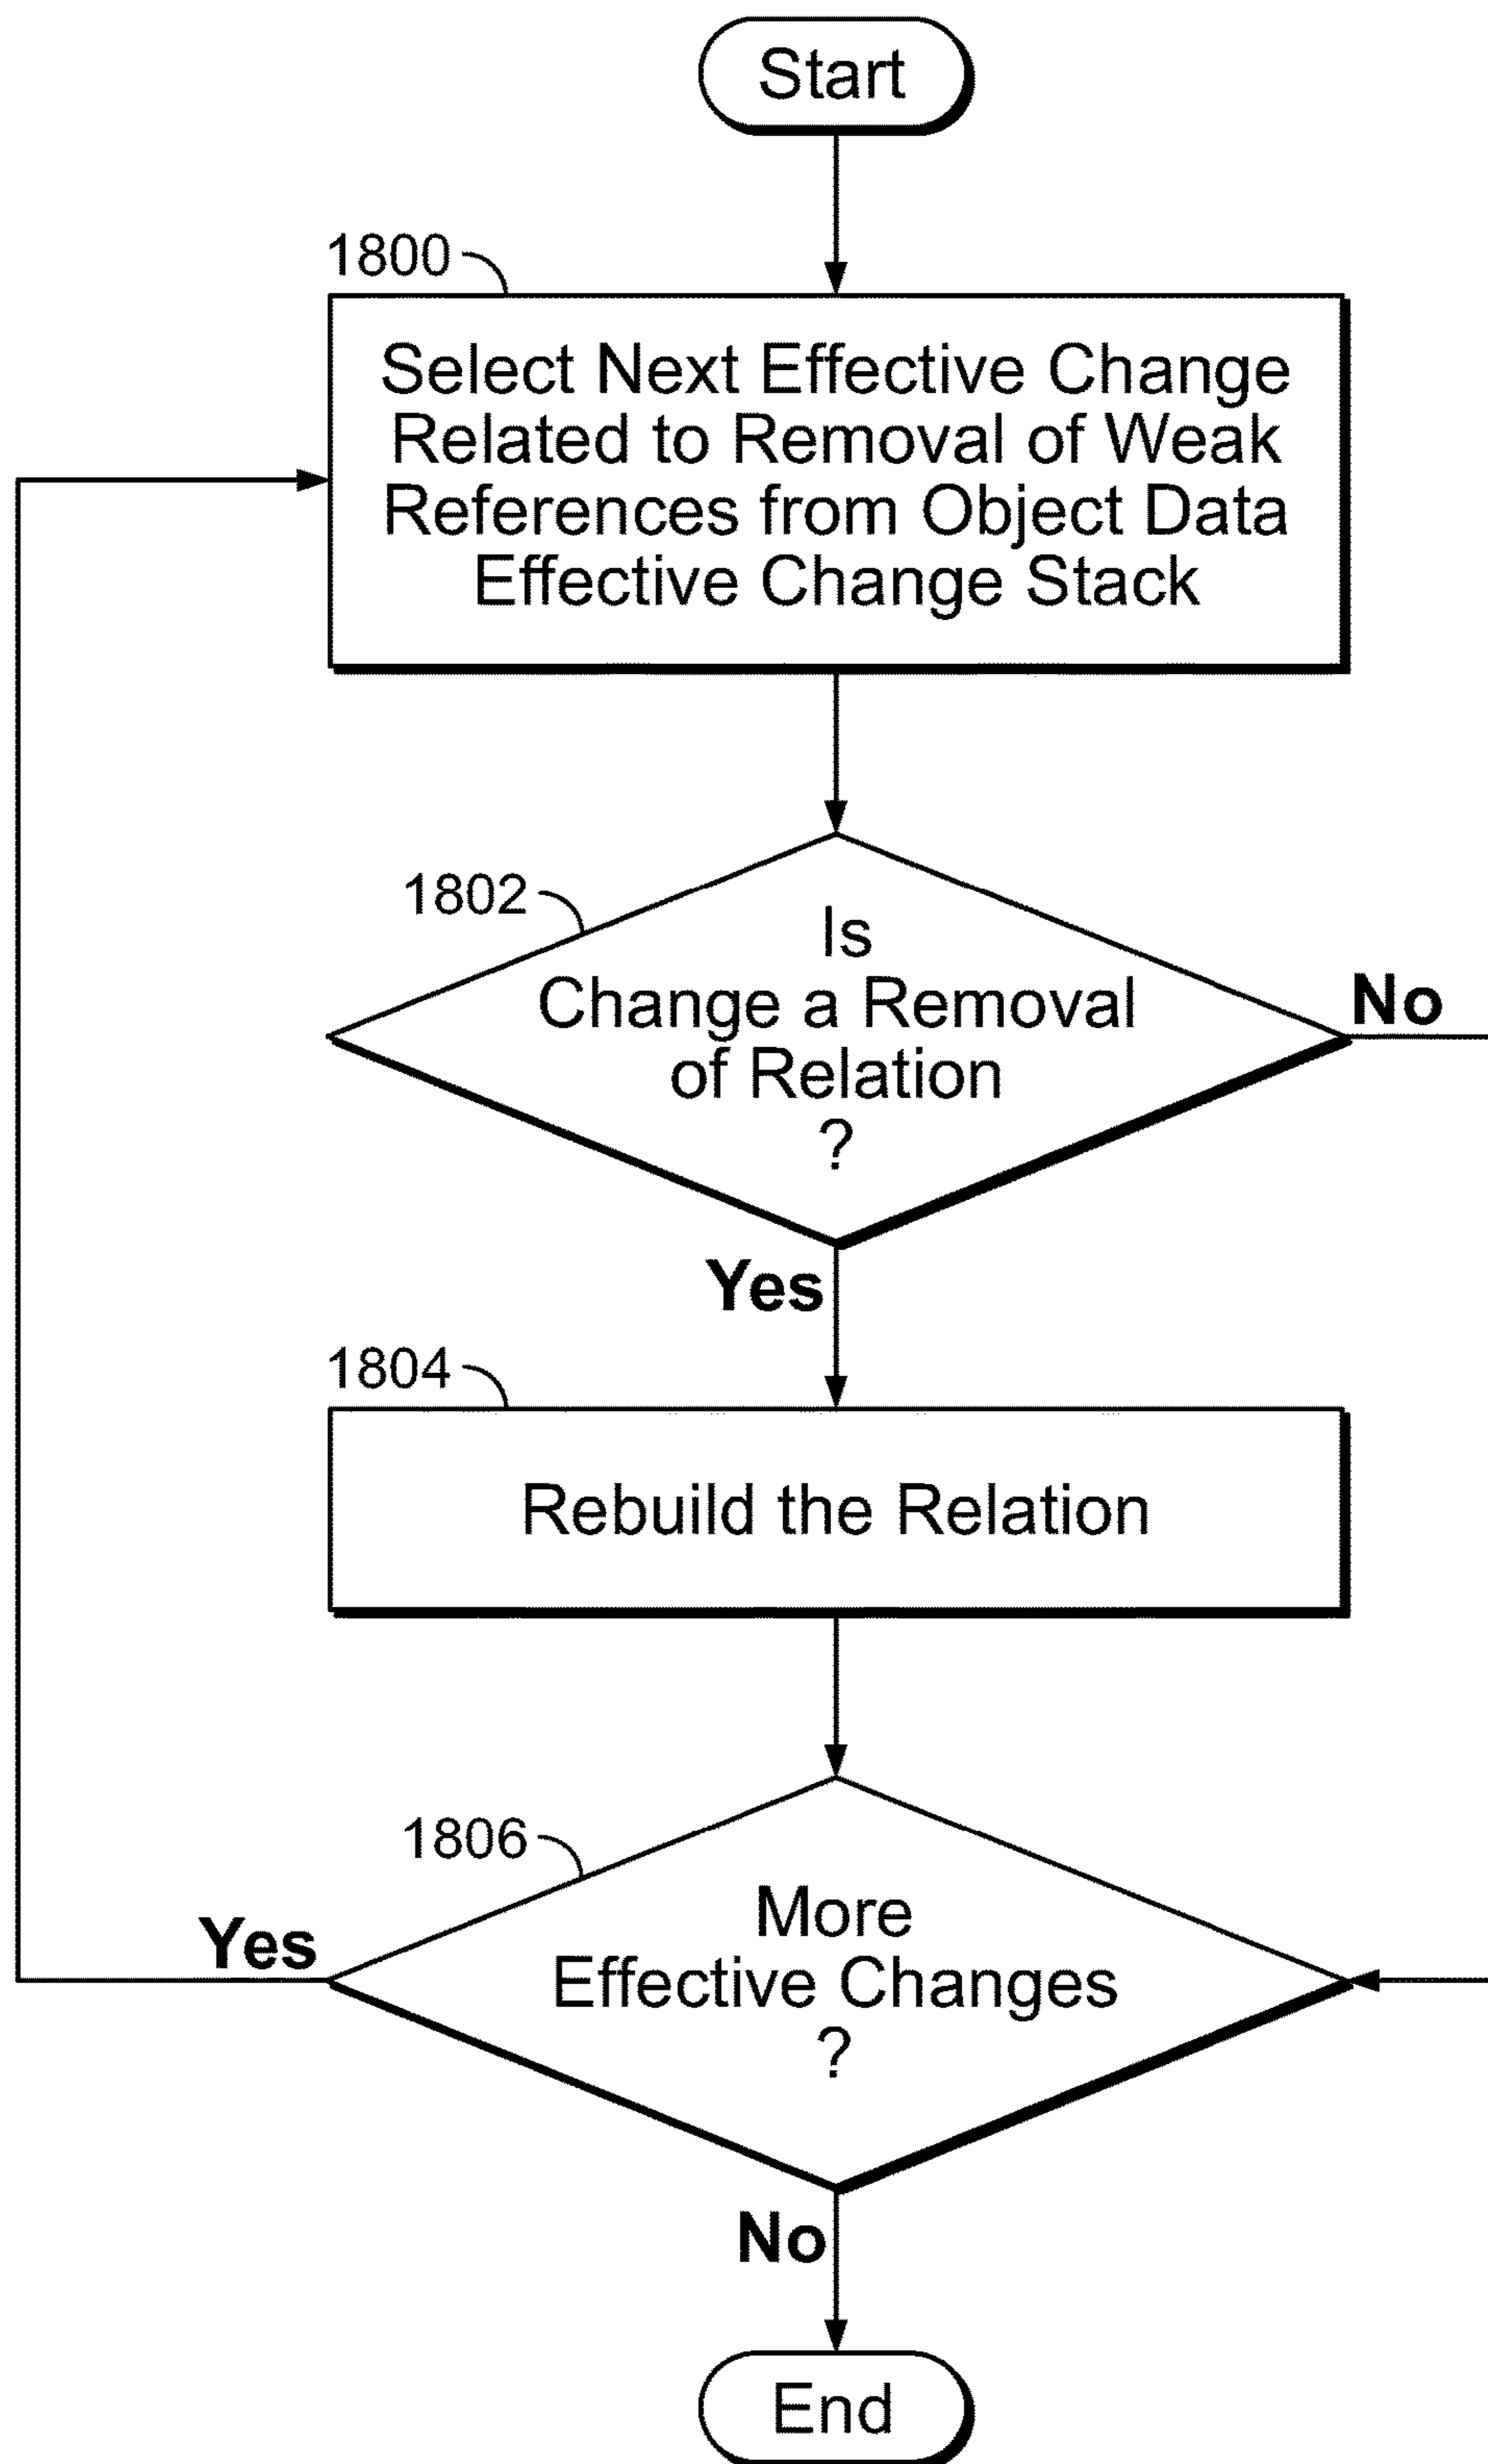 Start
1800
Select Next Effective Change
Related to Removal of Weak
References from Object Data
Effective Change Stack
1802
Is
Change a Removal
of Relation
?
No
Yes
1804
Rebuild the Relation
1806
More
Effective Changes
?
Yes
No
End